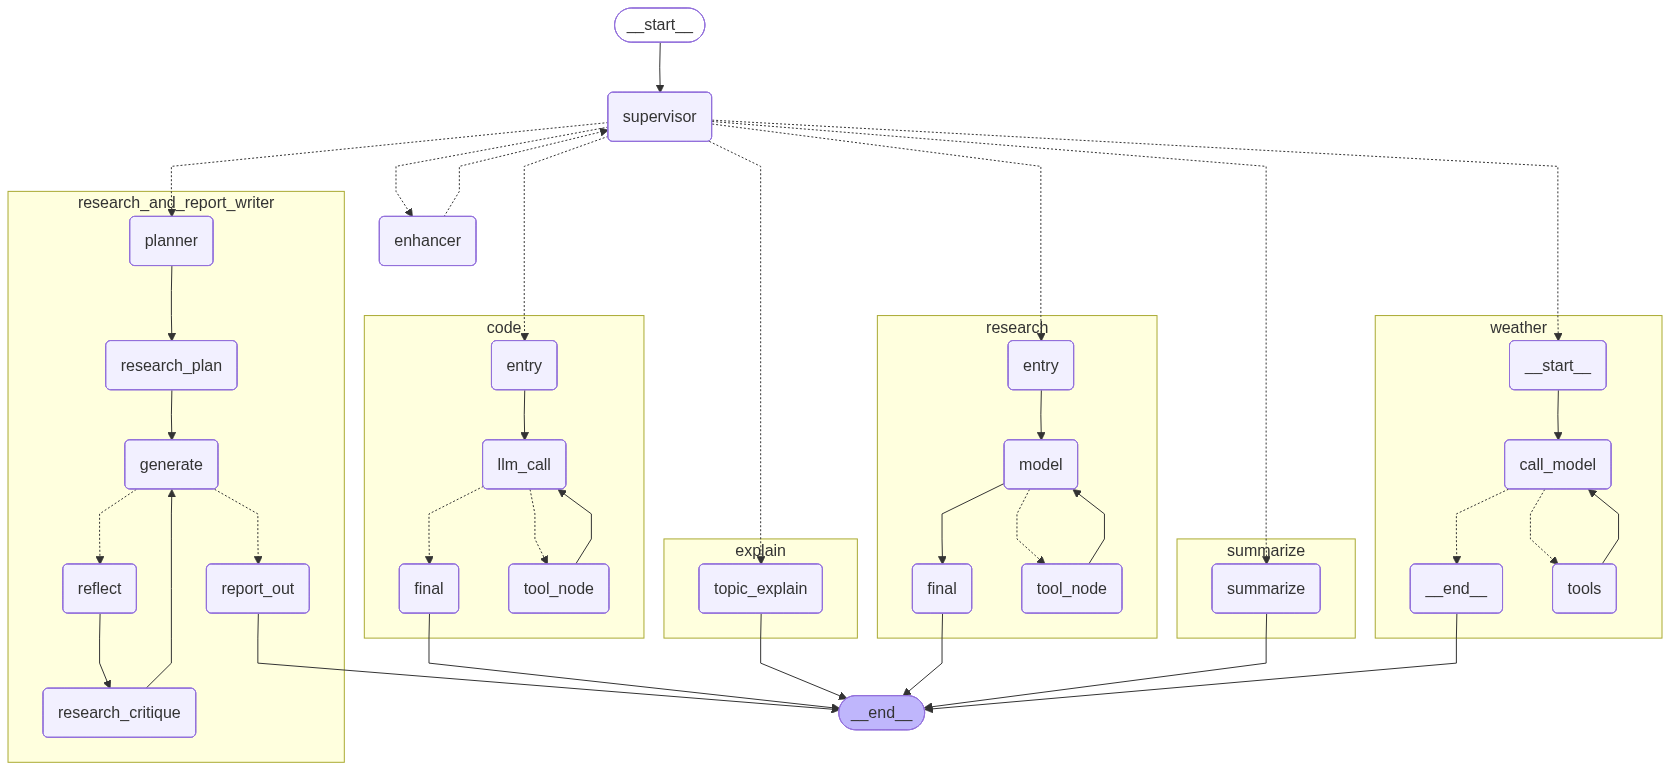 __start__
supervisor
research_and_report_writer
planner
enhancer
code
research
weather
research_plan
entry
entry
__start__
generate
llm_call
model
call_model
explain
summarize
reflect
report_out
final
tool_node
topic_explain
final
tool_node
summarize
__end__
tools
research_critique
__end__